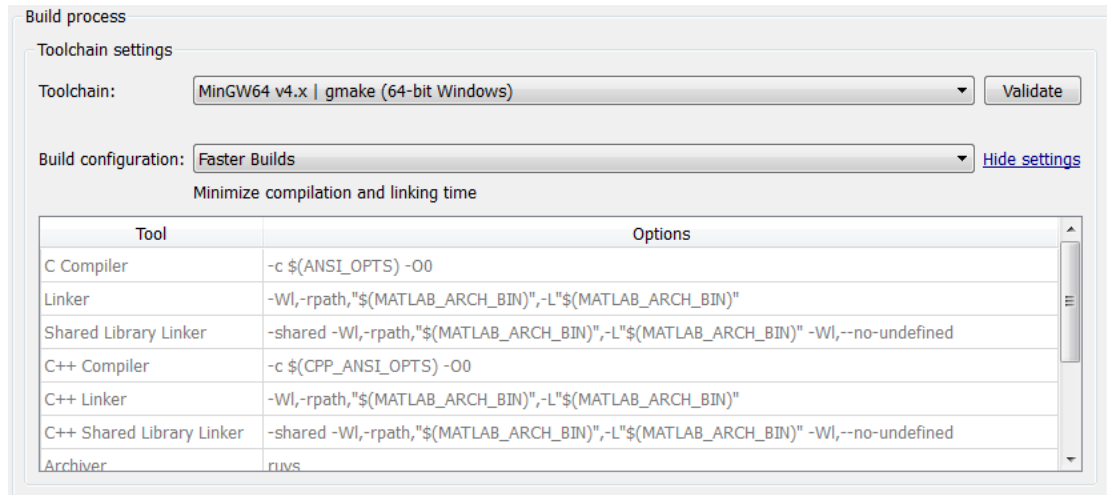 Build process
Toolchain settings
Toolchain: MinGW64 v4.x | gmake (64-bit Windows) Validate
Build configuration: Faster Builds Hide settings
Minimize compilation and linking time
Tool Options
C Compiler -c $(ANSI_OPTS) -O0
Linker -Wl,-rpath,"$(MATLAB_ARCH_BIN)",-L"$(MATLAB_ARCH_BIN)"
Shared Library Linker -shared -Wl,-rpath,"$(MATLAB_ARCH_BIN)",-L"$(MATLAB_ARCH_BIN)" -Wl,--no-undefined
C++ Compiler -c $(CPP_ANSI_OPTS) -O0
C++ Linker -Wl,-rpath,"$(MATLAB_ARCH_BIN)",-L"$(MATLAB_ARCH_BIN)"
C++ Shared Library Linker -shared -Wl,-rpath,"$(MATLAB_ARCH_BIN)",-L"$(MATLAB_ARCH_BIN)" -Wl,--no-undefined
Archiver ruvs